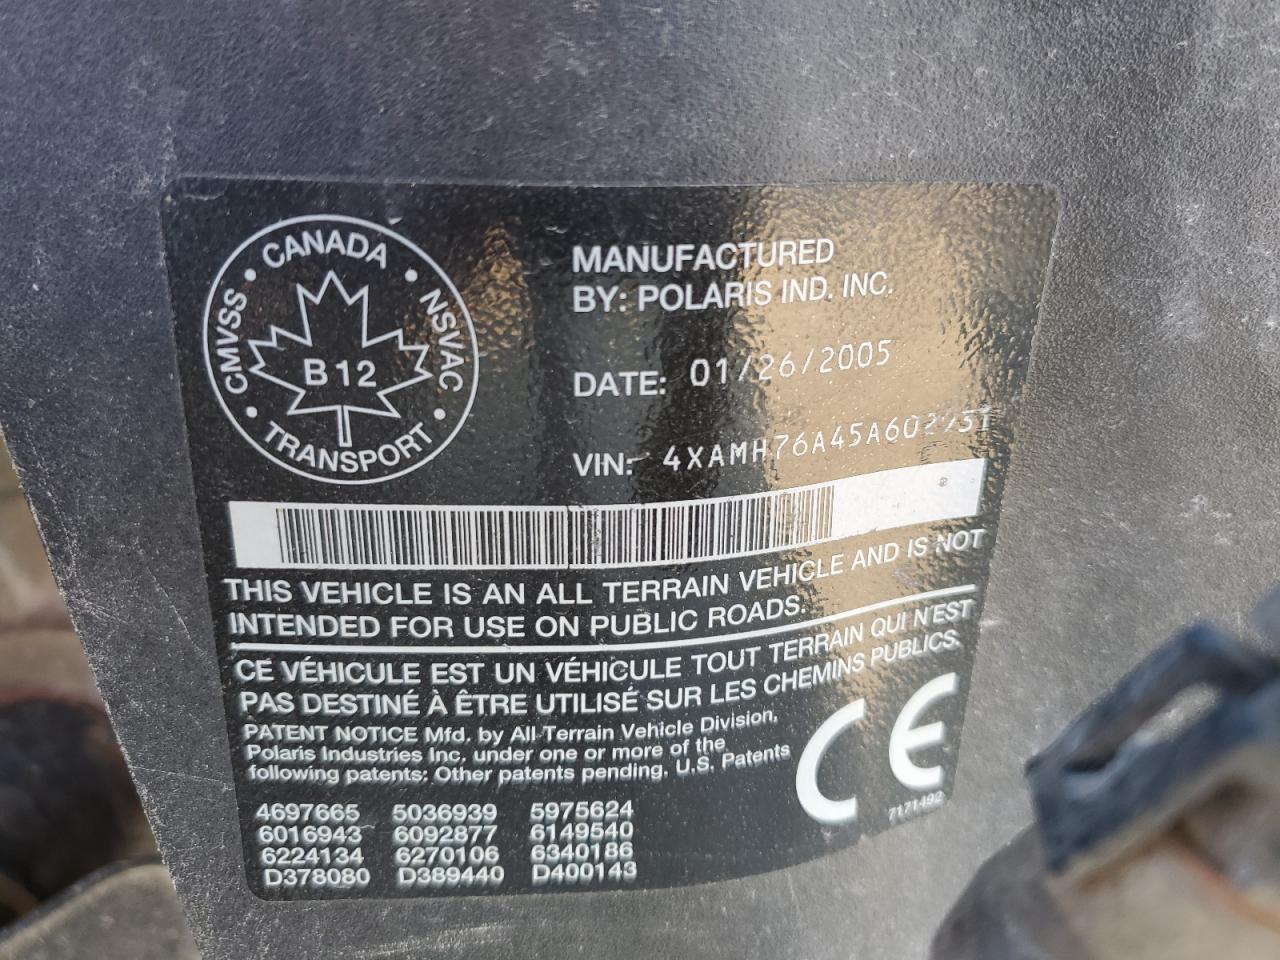 CANADA
CMVSS
NSVAC
B 12
TRANSPORT
MANUFACTURED
BY: POLARIS IND. INC.
DATE: 01/26/2005
VIN:
THIS VEHICLE IS AN ALL TERRAIN VEHICLE AND IS NOT
INTENDED FOR USE ON PUBLIC ROADS.
CE VÉHICULE EST UN VÉHICULE TOUT TERRAIN QUI N'EST
PAS DESTINÉ À ÊTRE UTILISÉ SUR LES CHEMINS PUBLICS.
PATENT NOTICE Mfd. by All-Terrain Vehicle Division,
Polaris Industries Inc, under one or more of the
following patents: Other patents pending. U.S. Patents
4697665 5036939 5975624
6016943 6092877 6149540
6224134 6270106 6340186
D378080 D389440 D400143
CE
7171492